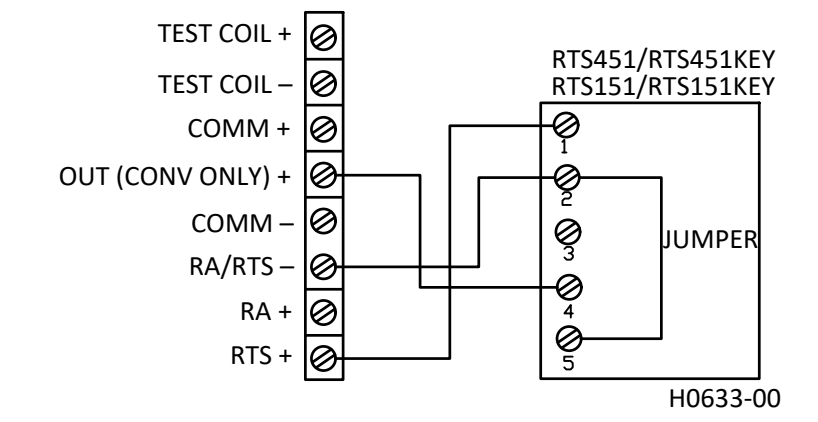 TEST COIL +
TEST COIL –
COMM +
OUT (CONV ONLY) +
COMM –
RA/RTS –
RA +
RTS +
RTS451/RTS451KEY
RTS151/RTS151KEY
1
2
3
4
5
JUMPER
H0633-00